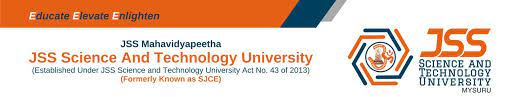 Educate Elevate Enlighten
JSS Mahavidyapeetha
JSS Science And Technology University
(Established Under JSS Science and Technology University Act No. 43 of 2013)
(Formerly Known as SJCE)
JSS
SCIENCE AND
TECHNOLOGY
UNIVERSITY
MYSURU